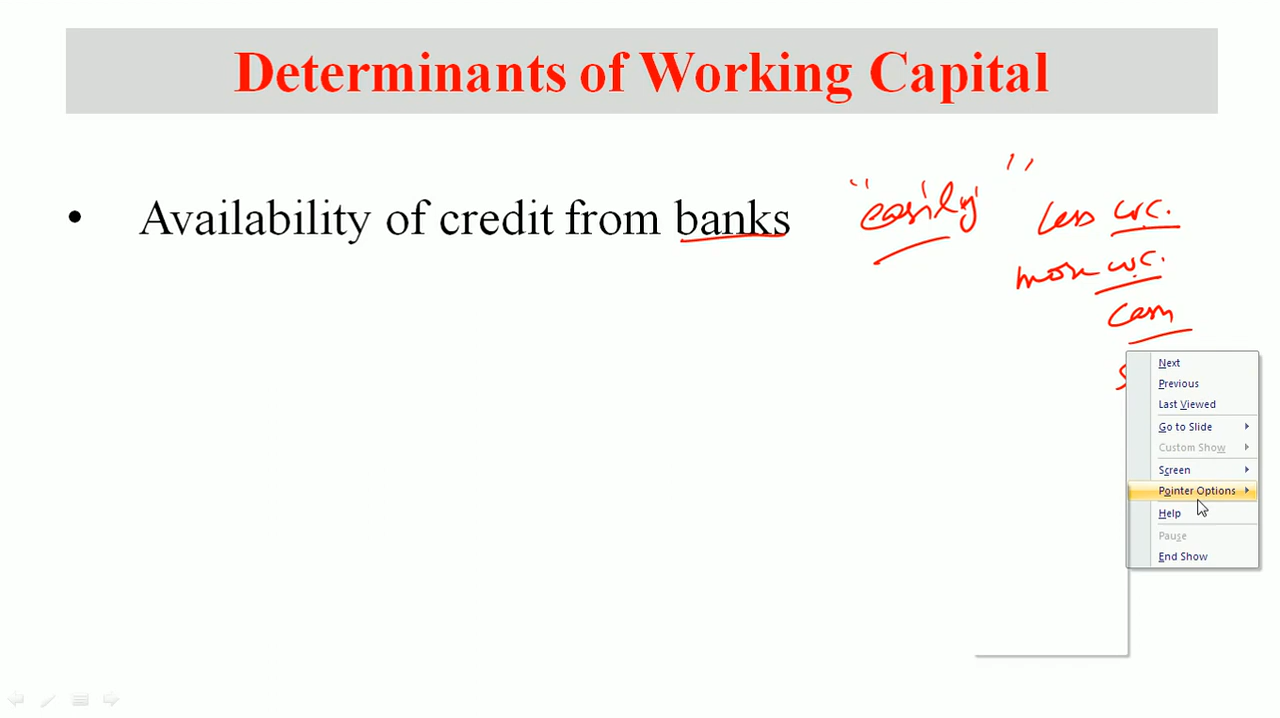 Determinants of Working Capital
• Availability of credit from banks
"easily"
less w.c.
more w.c.
Cash
Next
Previous
Last Viewed
Go to Slide
Custom Show
Screen
Pointer Options
Help
Pause
End Show